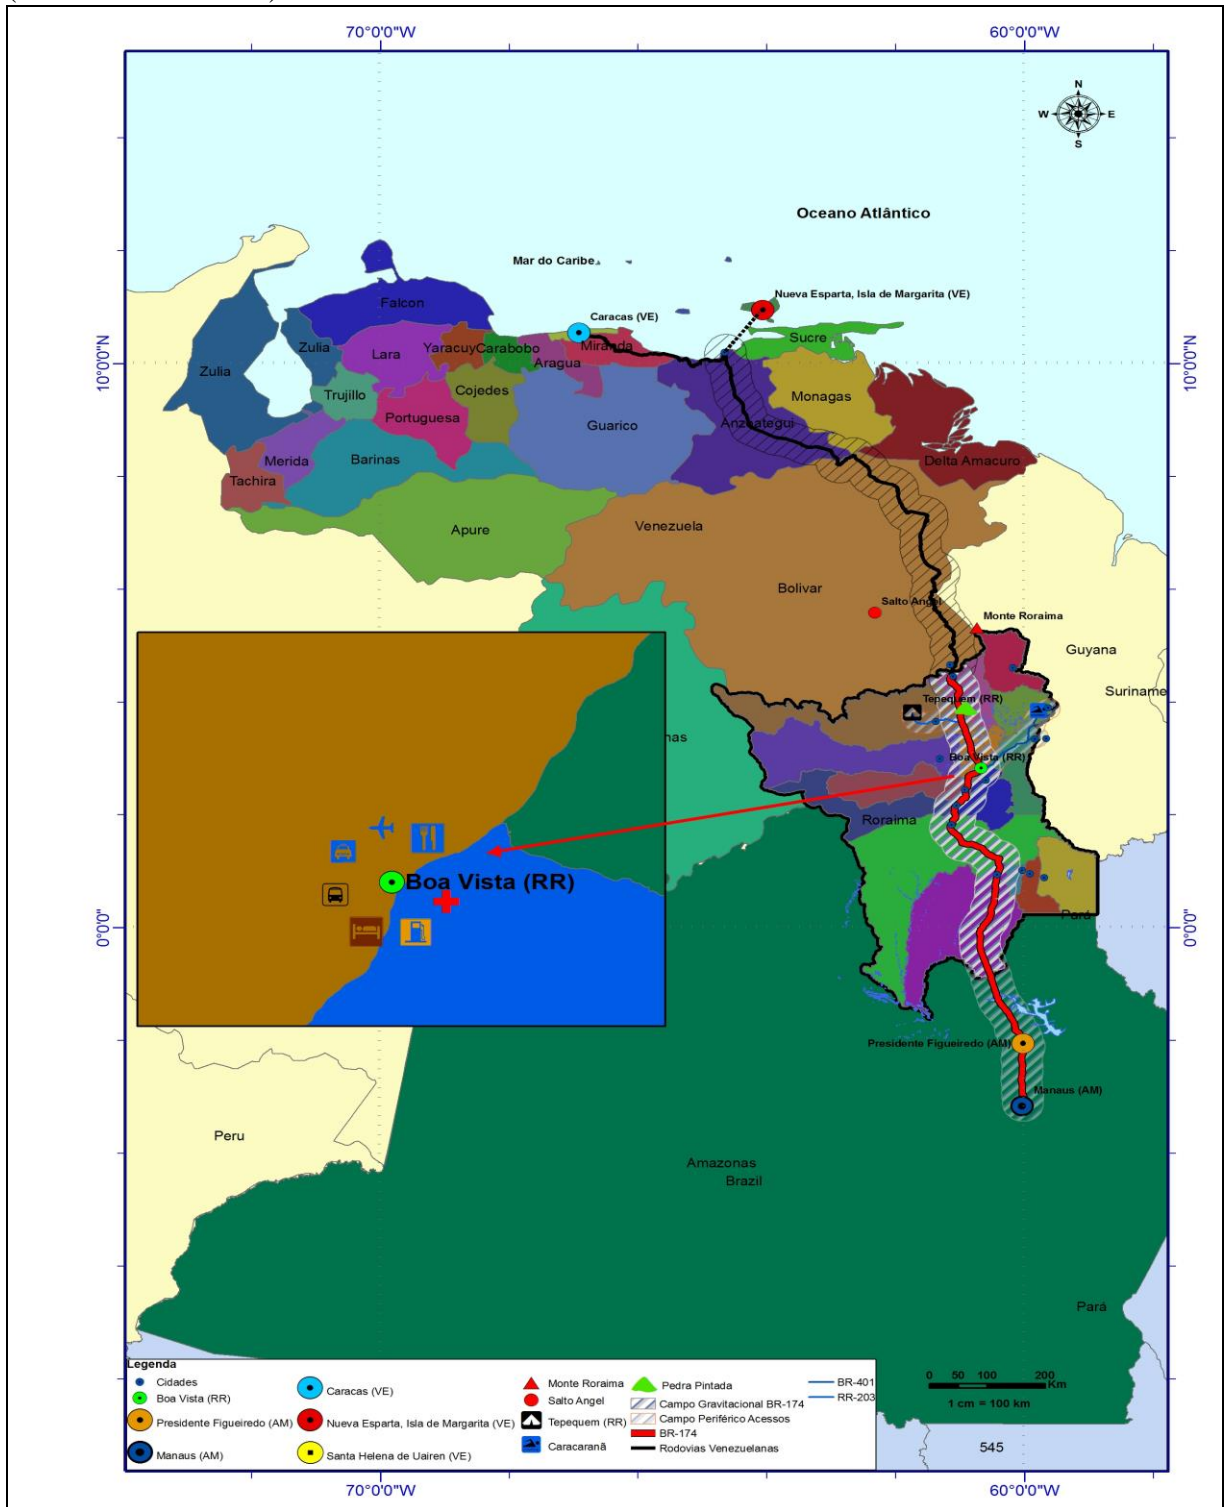 70°0'0"W 60°0'0"W
N
W E
S
Oceano Atlântico
Mar do Caribe
Nueva Esparta, Isla de Margarita (VE)
Caracas (VE)
Falcon
Zulia
Lara
Yaracuy
Carabobo
Aragua
Miranda
Sucre
10°0'0"N 10°0'0"N
Zulia
Trujillo
Cojedes
Monagas
Portuguesa
Guarico
Anzoategui
Merida
Barinas
Delta Amacuro
Tachira
Apure
Venezuela
Bolivar
Salto Angel
Monte Roraima
Guyana
Suriname
Tepequem (RR)
nas
Boa Vista (RR)
Roraima
Boa Vista (RR)
Pará
0°0'0" 0°0'0"
Presidente Figueiredo (AM)
Manaus (AM)
Peru
Amazonas
Brazil
Pará
Legenda
Cidades
Boa Vista (RR)
Presidente Figueiredo (AM)
Manaus (AM)
Caracas (VE)
Nueva Esparta, Isla de Margarita (VE)
Santa Helena de Uairen (VE)
Monte Roraima
Salto Angel
Tepequem (RR)
Caracaranã
Pedra Pintada
Campo Gravitacional BR-174
Campo Periférico Acessos
BR-174
Rodovias Venezuelanas
BR-401
RR-203
0 50 100 200
Km
1 cm = 100 km
545
70°0'0"W 60°0'0"W